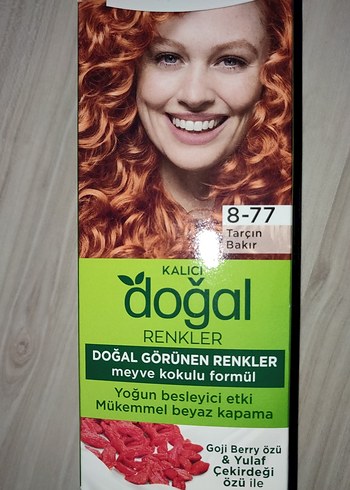 8-77
Tarçın
Bakır
KALICI
doğal
RENKLER
DOĞAL GÖRÜNEN RENKLER
meyve kokulu formül
Yoğun besleyici etki
Mükemmel beyaz kapama
Goji Berry özü
& Yulaf
Çekirdeği
özü ile